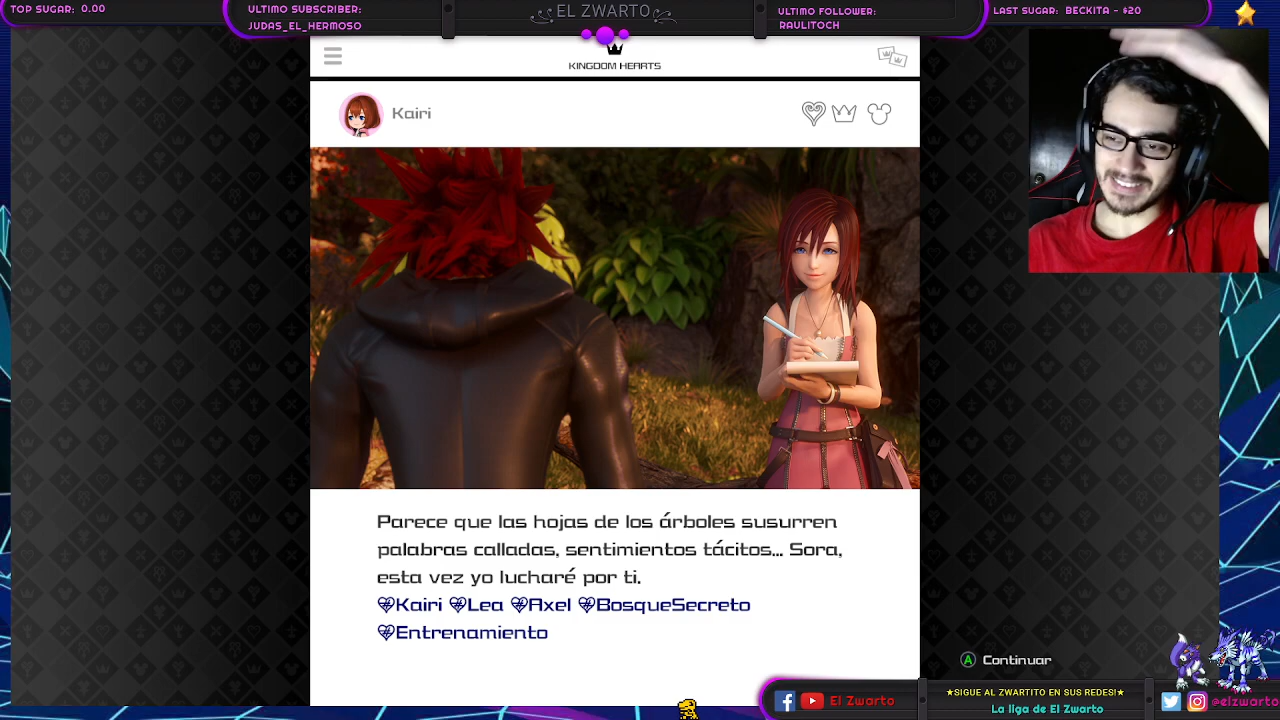 TOP SUGAR: 0.00
ULTIMO SUBSCRIBER:
JUDAS_EL_HERMOSO
EL ZWARTO
ULTIMO FOLLOWER:
RAULITOCH
LAST SUGAR: BECKITA - $20
KINGDOM HEARTS
Kairi
Parece que las hojas de los árboles susurren
palabras calladas, sentimientos tácitos... Sora,
esta vez yo lucharé por ti.
Kairi Lea Axel BosqueSecreto
Entrenamiento
A Continuar
El Zwarto
★SIGUE AL ZWARTITO EN SUS REDES!★
La liga de El Zwarto
@elzwarto